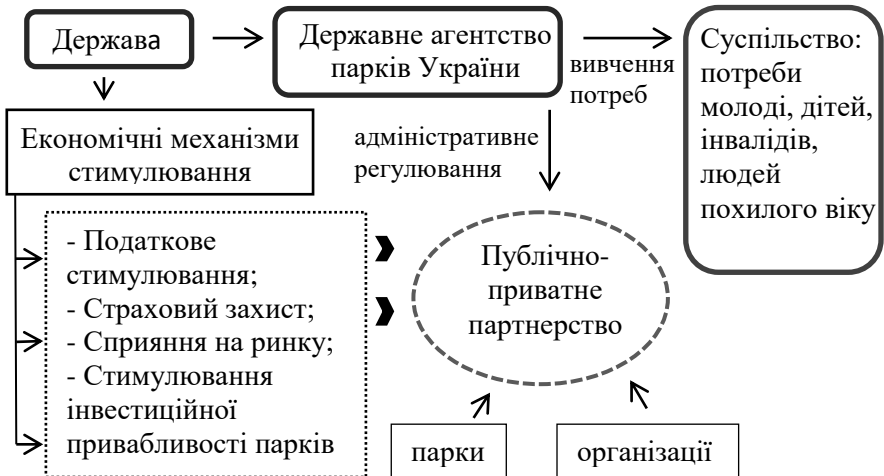 Держава
Державне агентство
парків України
вивчення
потреб
Суспільство:
потреби
молоді, дітей,
інвалідів,
людей
похилого віку
Економічні механізми
стимулювання
адміністративне
регулювання
- Податкове
стимулювання;
- Страховий захист;
- Сприяння на ринку;
- Стимулювання
інвестиційної
привабливості парків
Публічно-
приватне
партнерство
парки
організації